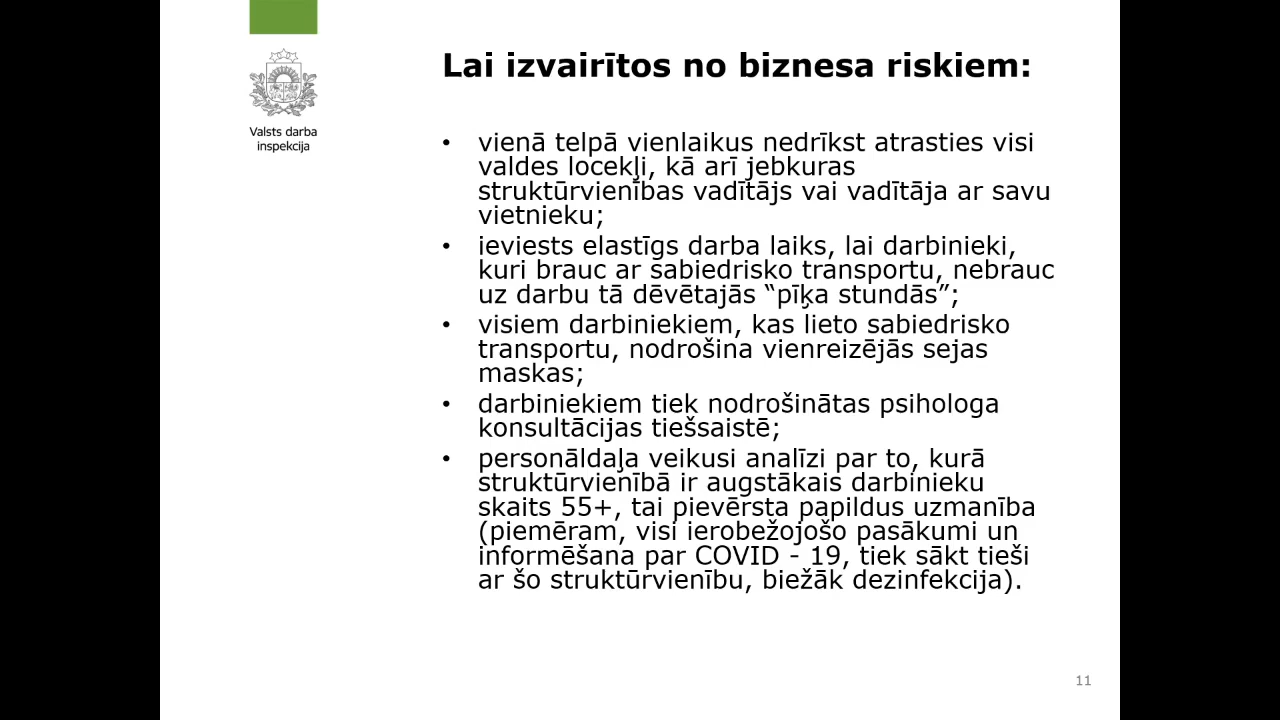 Valsts darba
inspekcija
Lai izvairītos no biznesa riskiem:
• vienā telpā vienlaikus nedrīkst atrasties visi
valdes locekļi, kā arī jebkuras
struktūrvienības vadītājs vai vadītāja ar savu
vietnieku;
• ieviests elastīgs darba laiks, lai darbinieki,
kuri brauc ar sabiedrisko transportu, nebrauc
uz darbu tā dēvētajās “pīķa stundās”;
• visiem darbiniekiem, kas lieto sabiedrisko
transportu, nodrošina vienreizējās sejas
maskas;
• darbiniekiem tiek nodrošinātas psihologa
konsultācijas tiešsaistē;
• personāldaļa veikusi analīzi par to, kurā
struktūrvienībā ir augstākais darbinieku
skaits 55+, tai pievērsta papildus uzmanība
(piemēram, visi ierobežojošo pasākumi un
informēšana par COVID - 19, tiek sākt tieši
ar šo struktūrvienību, biežāk dezinfekcija).
11